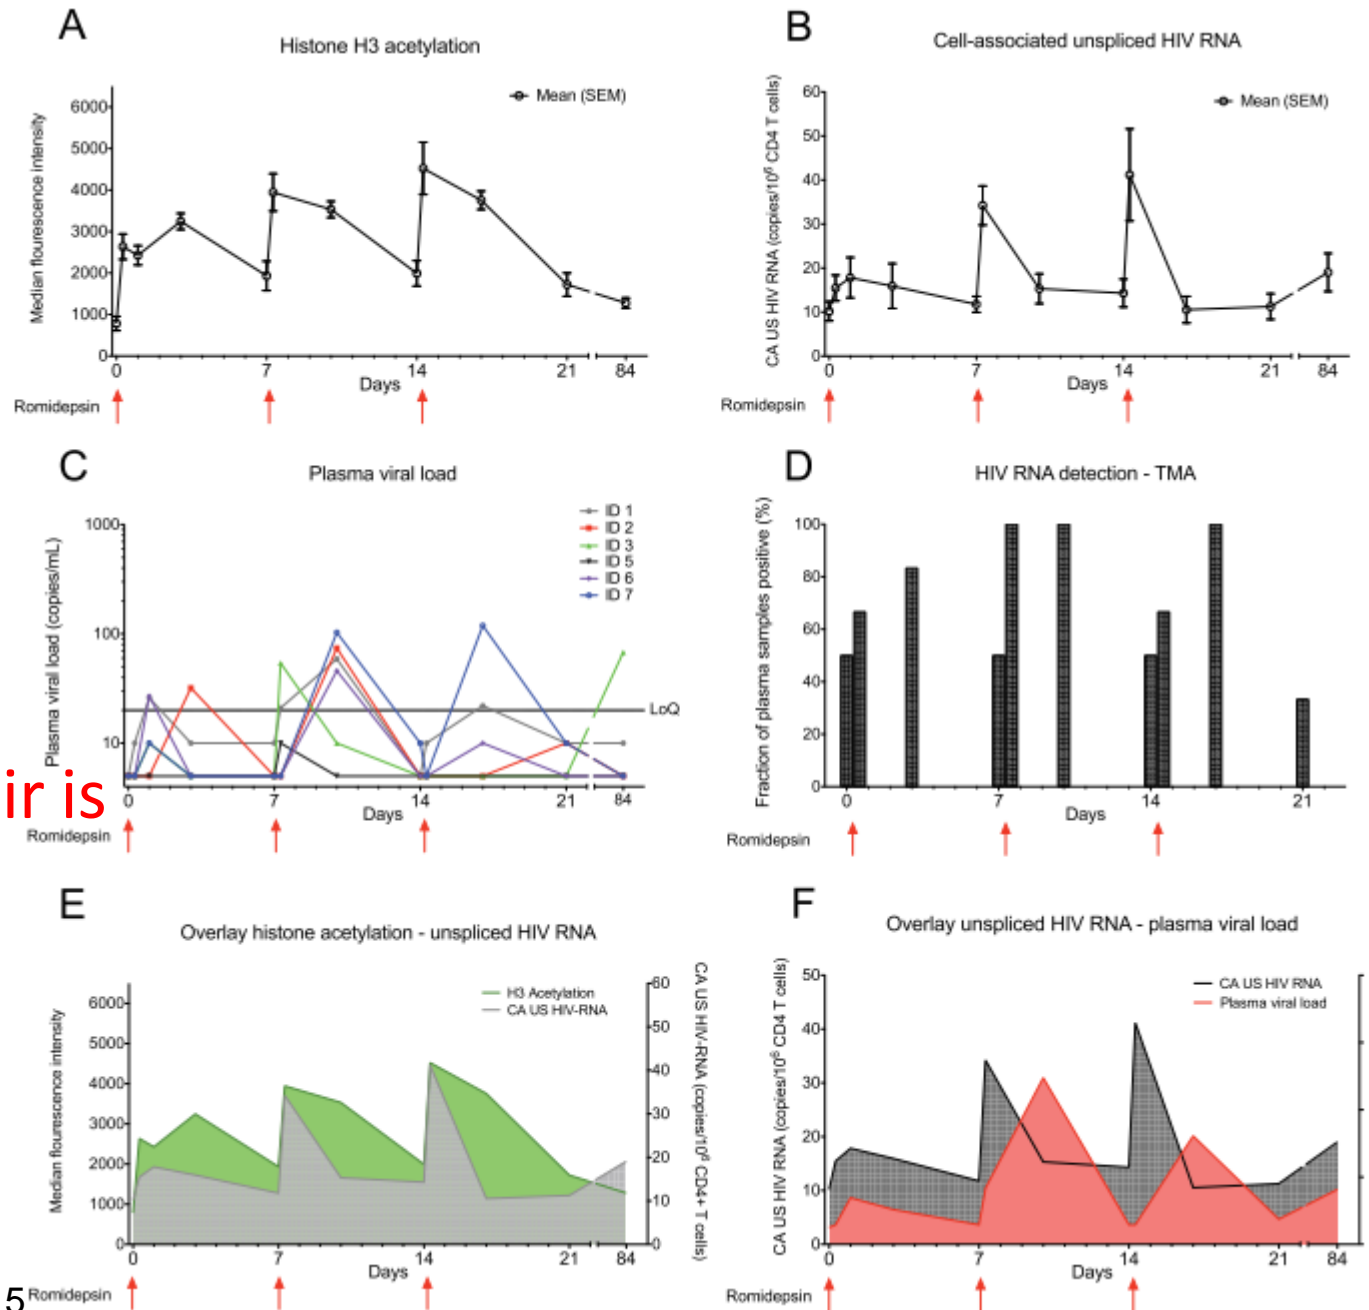 A
Histone H3 acetylation
Mean (SEM)
Median flourescence intensity
6000
5000
4000
3000
2000
1000
0
0 7 14 21 84
Days
Romidepsin
B
Cell-associated unspliced HIV RNA
Mean (SEM)
CA US HIV RNA (copies/10⁶ CD4 T cells)
60
50
40
30
20
10
0
0 7 14 21 84
Days
Romidepsin
C
Plasma viral load
ID 1
ID 2
ID 3
ID 5
ID 6
ID 7
Plasma viral load (copies/mL)
1000
100
10
LoQ
0 7 14 21 84
Days
ir is
Romidepsin
D
HIV RNA detection - TMA
Fraction of plasma samples positive (%)
100
80
60
40
20
0
0 7 14 21
Days
Romidepsin
E
Overlay histone acetylation - unspliced HIV RNA
H3 Acetylation
CA US HIV-RNA
Median flourescence intensity
6000
5000
4000
3000
2000
1000
0
60
50
40
30
20
10
0
CA US HIV-RNA (copies/10⁶ CD4+ T cells)
0 7 14 21 84
Days
5
Romidepsin
F
Overlay unspliced HIV RNA - plasma viral load
CA US HIV RNA
Plasma viral load
CA US HIV RNA (copies/10⁶ CD4 T cells)
50
40
30
20
10
0
0 7 14 21 84
Days
Romidepsin